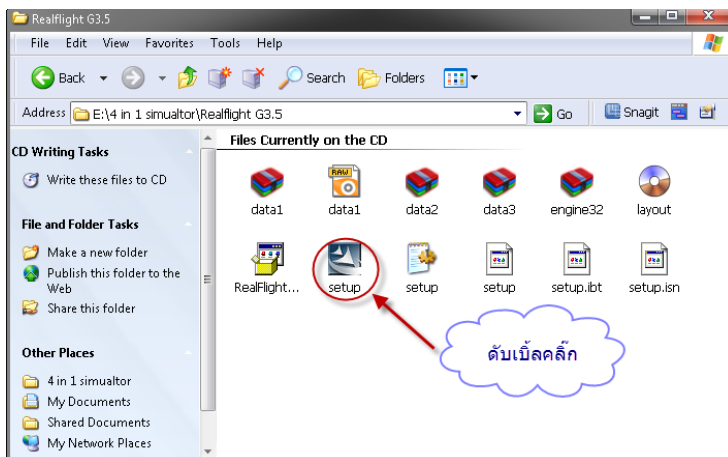 Realflight G3.5
File Edit View Favorites Tools Help
Back Search Folders
Address E:\4 in 1 simualtor\Realflight G3.5 Go Snagit
CD Writing Tasks
Write these files to CD
File and Folder Tasks
Make a new folder
Publish this folder to the
Web
Share this folder
Other Places
4 in 1 simualtor
My Documents
Shared Documents
My Network Places
Files Currently on the CD
RAW
data1 data1 data2 data3 engine32 layout
RealFlight... setup setup setup setup.ibt setup.isn
ดับเบิ้ลคลิ๊ก